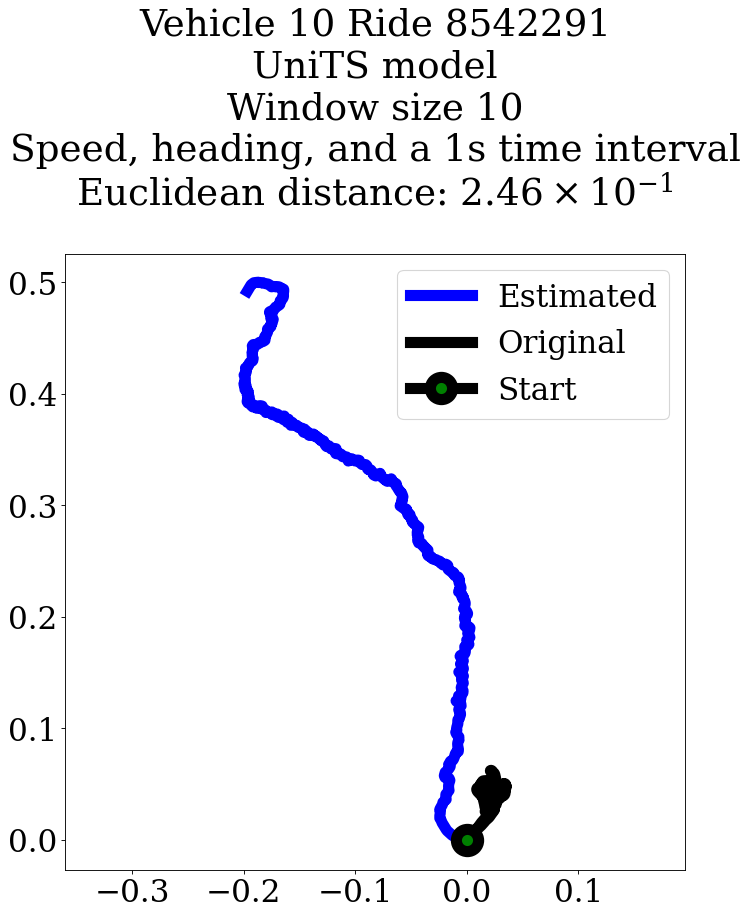 Vehicle 10 Ride 8542291
UniTS model
Window size 10
Speed, heading, and a 1s time interval
Euclidean distance: 2.46 × 10⁻¹
Estimated
Original
Start
0.5
0.4
0.3
0.2
0.1
0.0
−0.3 −0.2 −0.1 0.0 0.1